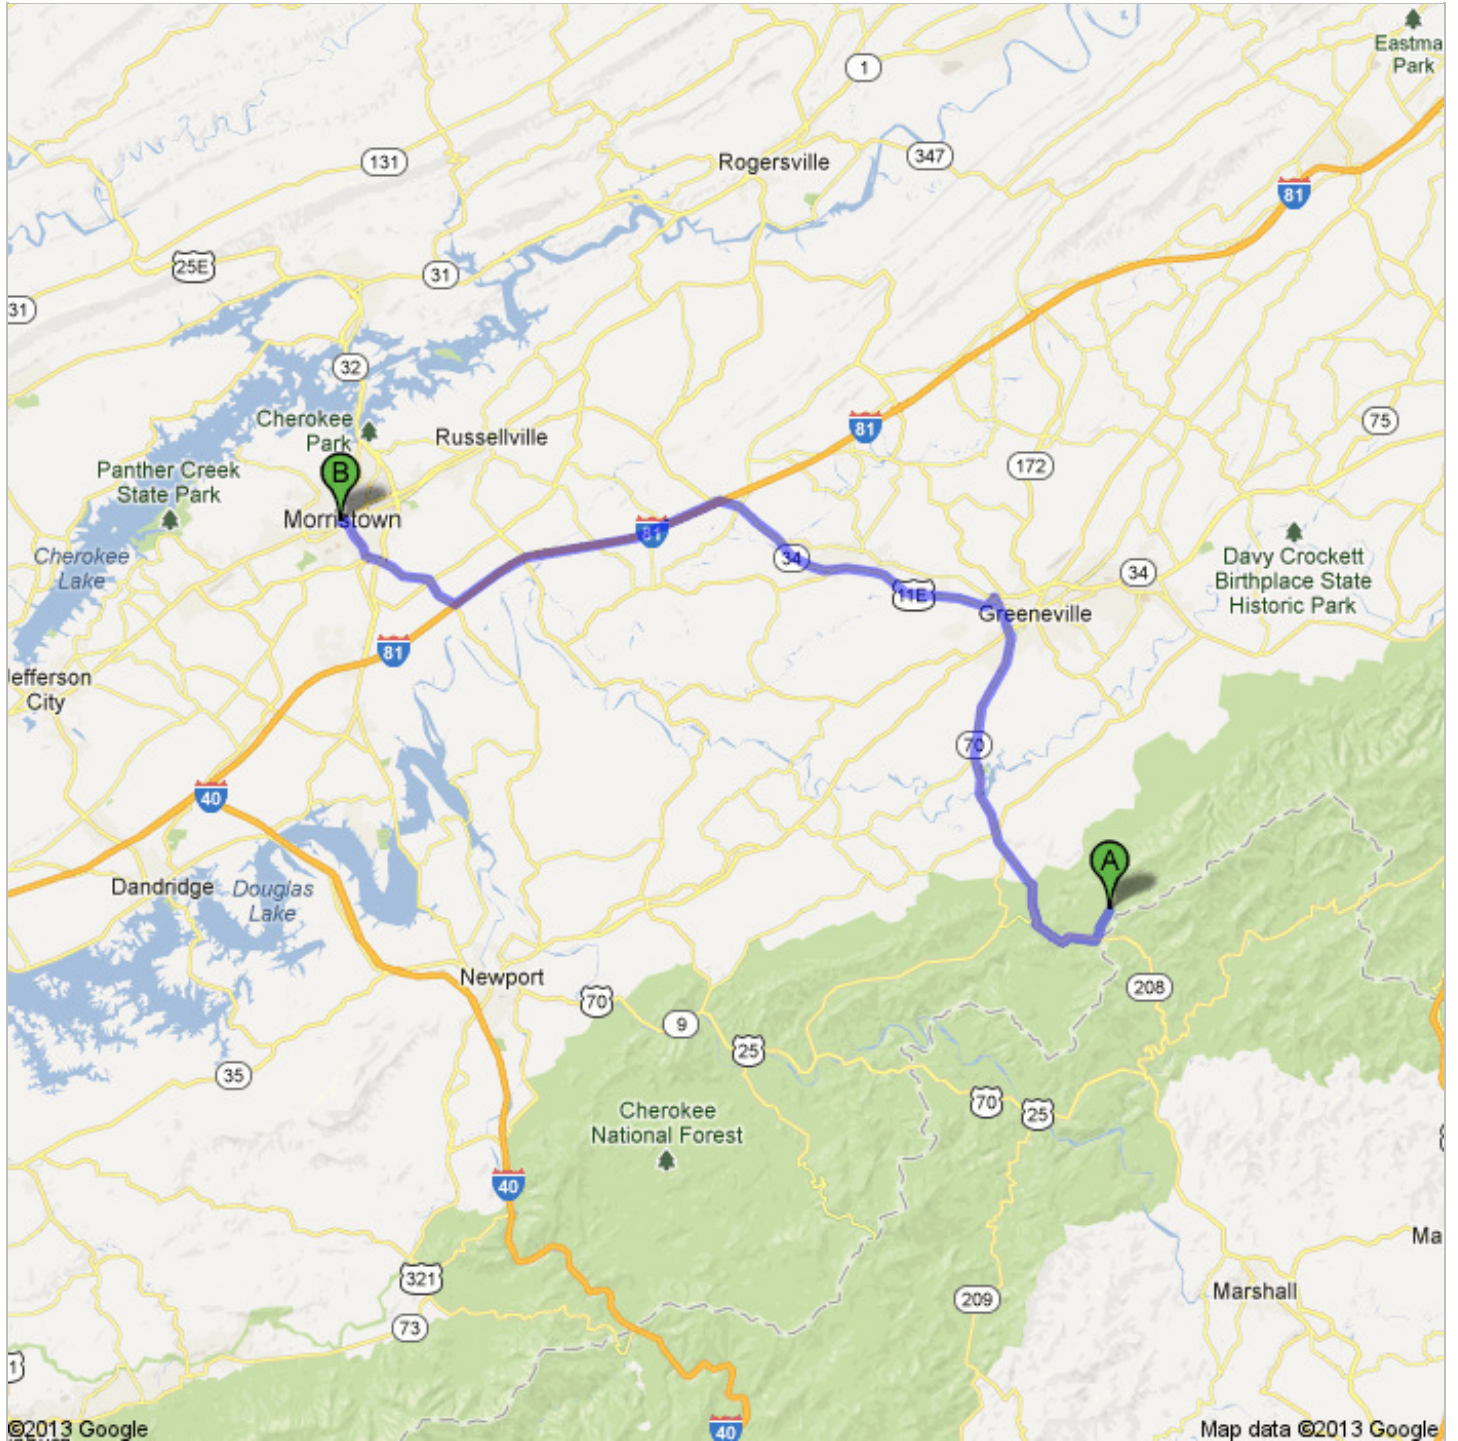 Eastma
Park
1
Rogersville
347
131
81
25E
31
31
32
Cherokee
Park
Russellville
81
75
172
Panther Creek
State Park
B
Morristown
81
Cherokee
Lake
34
34
Davy Crockett
Birthplace State
Historic Park
11E
Greeneville
81
Jefferson
City
70
40
A
Dandridge
Douglas
Lake
Newport
70
208
9
25
35
70
25
Cherokee
National Forest
40
Ma
321
Marshall
209
73
1
©2013 Google
40
Map data ©2013 Google